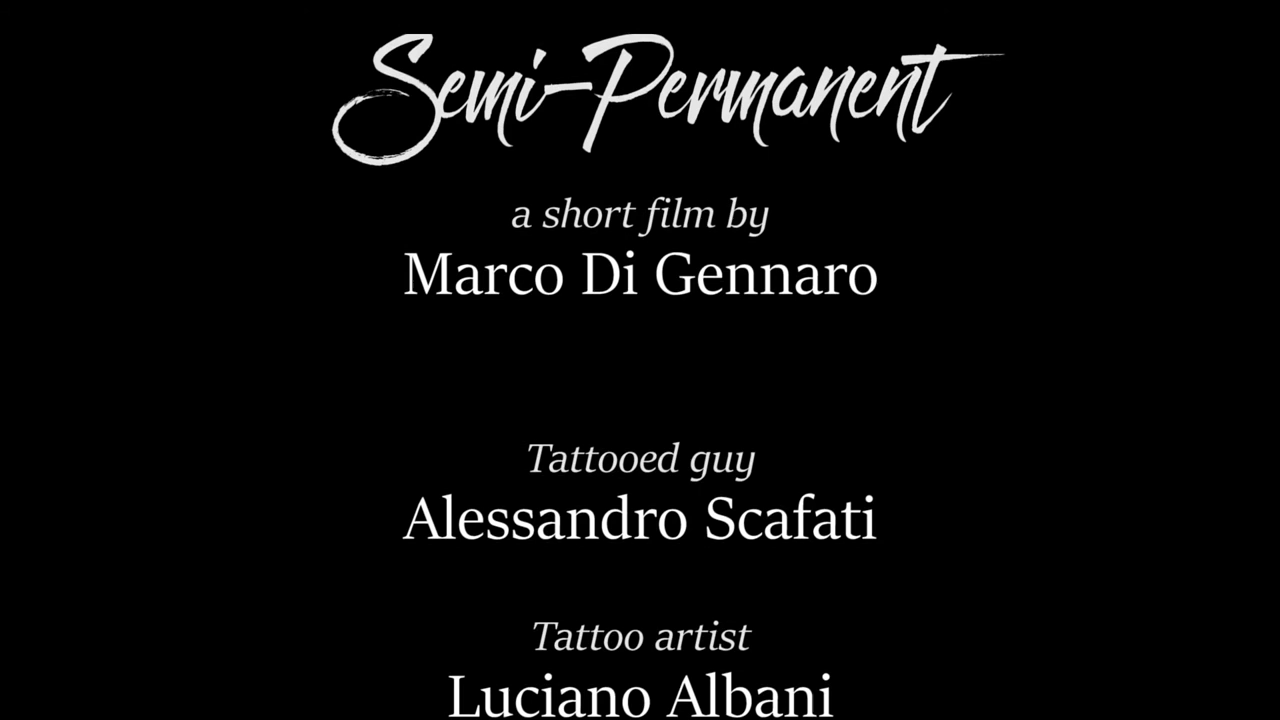 Semi-Permanent
a short film by
Marco Di Gennaro
Tattooed guy
Alessandro Scafati
Tattoo artist
Luciano Albani